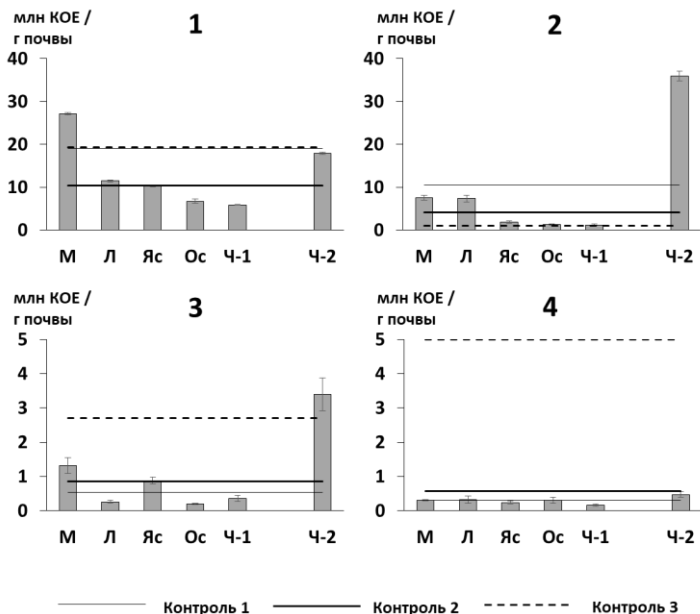 млн КОЕ /
г почвы
1
40
30
20
10
0
М Л Яс Ос Ч-1 Ч-2
млн КОЕ /
г почвы
2
40
30
20
10
0
М Л Яс Ос Ч-1 Ч-2
млн КОЕ /
г почвы
3
5
4
3
2
1
0
М Л Яс Ос Ч-1 Ч-2
млн КОЕ /
г почвы
4
5
4
3
2
1
0
М Л Яс Ос Ч-1 Ч-2
Контроль 1 Контроль 2 Контроль 3